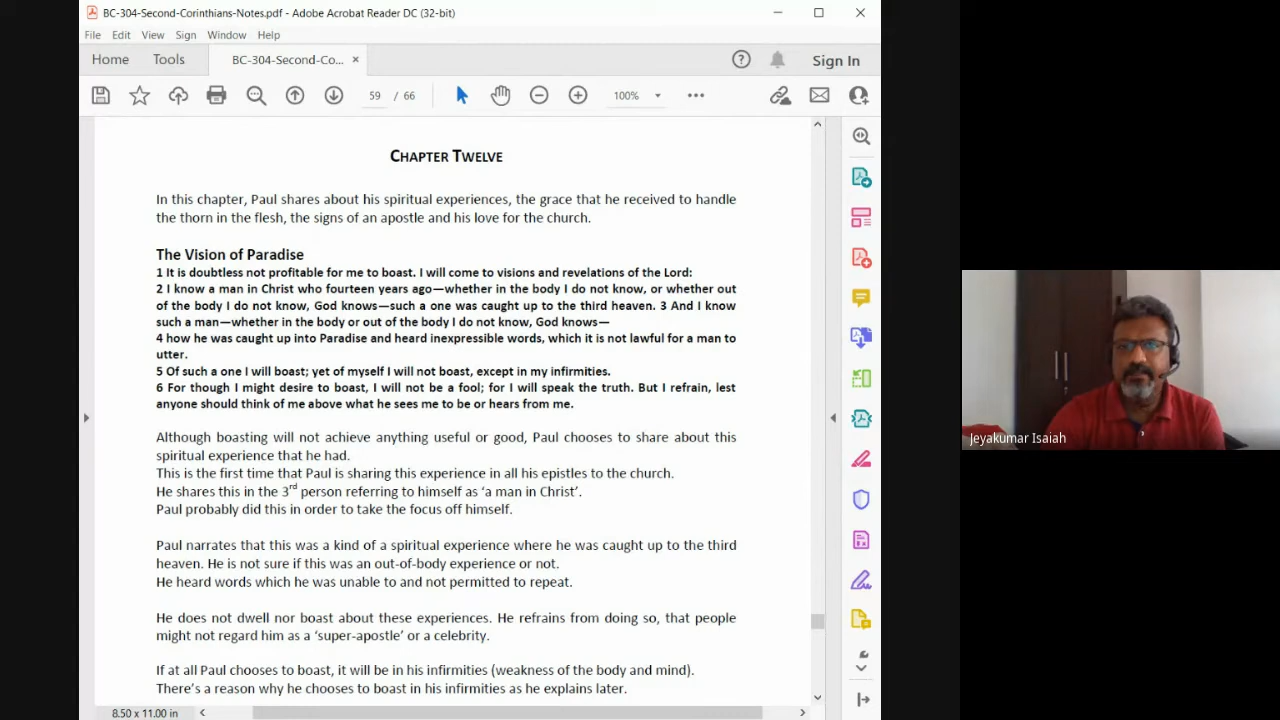 BC-304-Second-Corinthians-Notes.pdf - Adobe Acrobat Reader DC (32-bit)
File Edit View Sign Window Help
Home Tools BC-304-Second-Co... × Sign In
59 / 66 100%
CHAPTER TWELVE
In this chapter, Paul shares about his spiritual experiences, the grace that he received to handle
the thorn in the flesh, the signs of an apostle and his love for the church.
The Vision of Paradise
1 It is doubtless not profitable for me to boast. I will come to visions and revelations of the Lord:
2 I know a man in Christ who fourteen years ago—whether in the body I do not know, or whether out
of the body I do not know, God knows—such a one was caught up to the third heaven. 3 And I know
such a man—whether in the body or out of the body I do not know, God knows—
4 how he was caught up into Paradise and heard inexpressible words, which it is not lawful for a man to
utter.
5 Of such a one I will boast; yet of myself I will not boast, except in my infirmities.
6 For though I might desire to boast, I will not be a fool; for I will speak the truth. But I refrain, lest
anyone should think of me above what he sees me to be or hears from me.
Although boasting will not achieve anything useful or good, Paul chooses to share about this
spiritual experience that he had.
This is the first time that Paul is sharing this experience in all his epistles to the church.
He shares this in the 3rd person referring to himself as ‘a man in Christ’.
Paul probably did this in order to take the focus off himself.
Paul narrates that this was a kind of a spiritual experience where he was caught up to the third
heaven. He is not sure if this was an out-of-body experience or not.
He heard words which he was unable to and not permitted to repeat.
He does not dwell nor boast about these experiences. He refrains from doing so, that people
might not regard him as a ‘super-apostle’ or a celebrity.
If at all Paul chooses to boast, it will be in his infirmities (weakness of the body and mind).
There’s a reason why he chooses to boast in his infirmities as he explains later.
8.50 x 11.00 in
Jeyakumar Isaiah